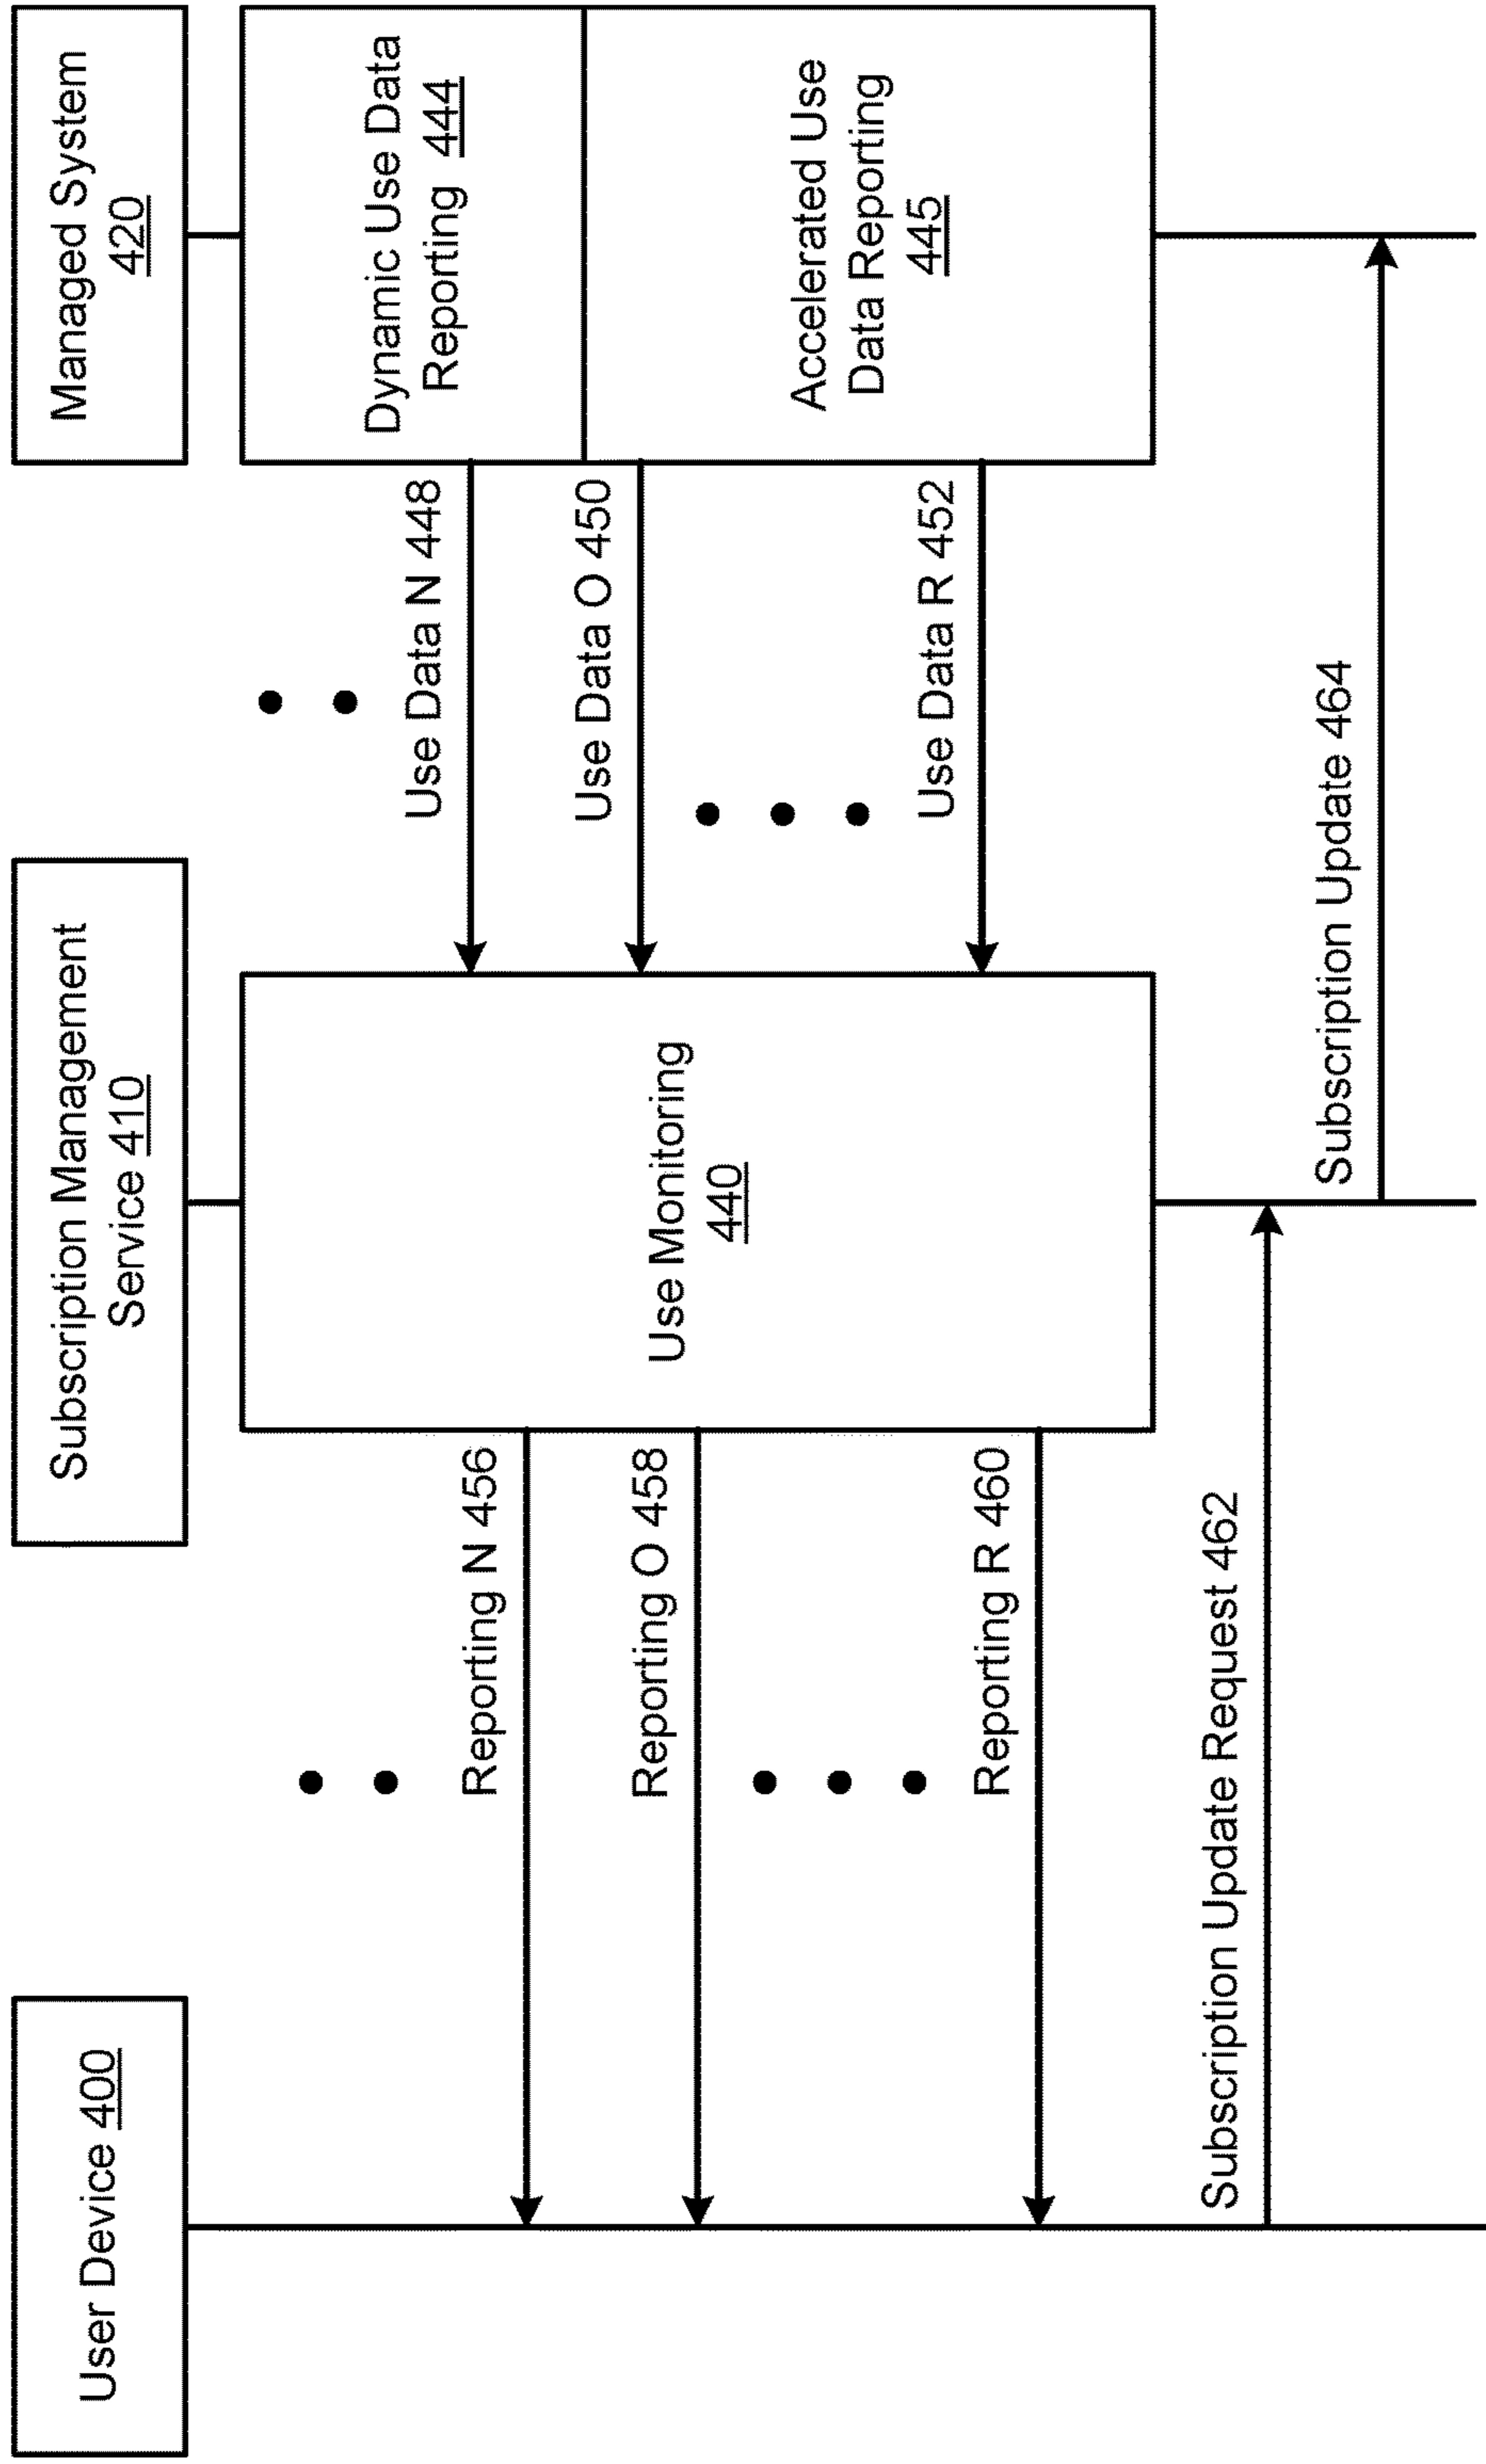 User Device 400
Subscription Management
Service 410
Managed System
420
Dynamic Use Data
Reporting 444
Use Data N 448
Reporting N 456
Use Data O 450
Reporting O 458
Use Monitoring
440
Accelerated Use
Data Reporting
445
Use Data R 452
Reporting R 460
Subscription Update Request 462
Subscription Update 464